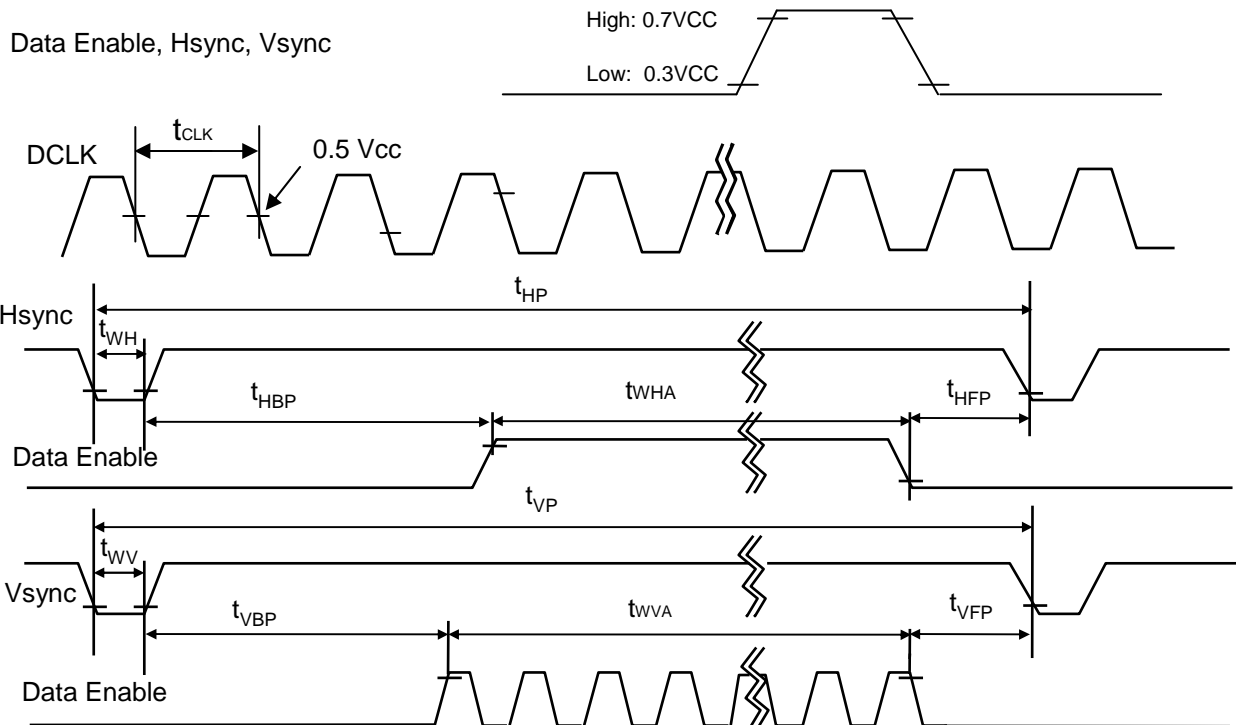 High: 0.7VCC
Data Enable, Hsync, Vsync
Low: 0.3VCC
tCLK
DCLK
0.5 Vcc
tHP
Hsync
tWH
tHBP
tWHA
tHFP
Data Enable
tVP
tWV
Vsync
tVBP
tWVA
tVFP
Data Enable